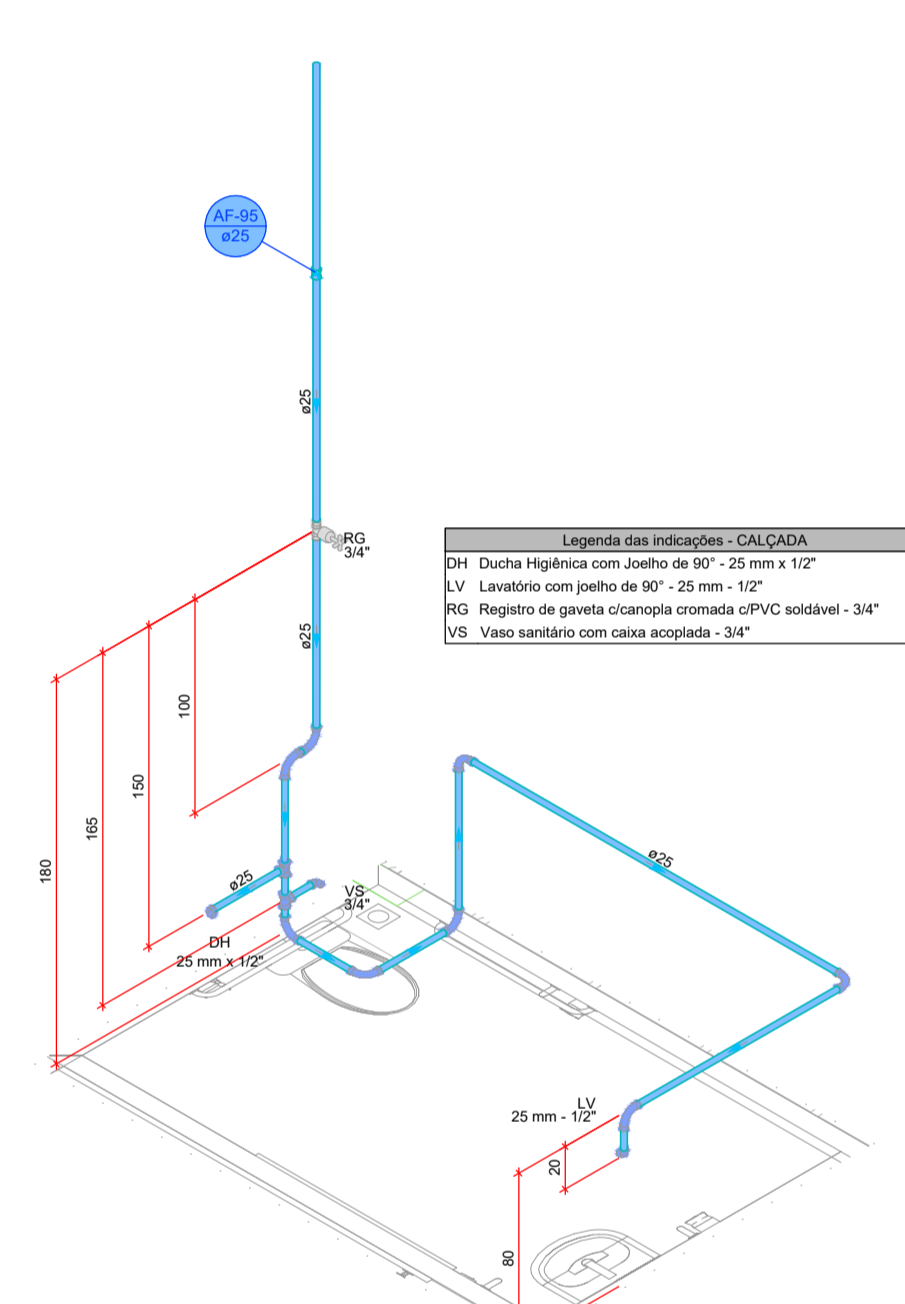 AF-95
ø25
ø25
RG
3/4"
Legenda das indicações - CALÇADA
DH Ducha Higiênica com Joelho de 90° - 25 mm x 1/2"
LV Lavatório com joelho de 90° - 25 mm - 1/2"
RG Registro de gaveta c/canopla cromada c/PVC soldável - 3/4"
VS Vaso sanitário com caixa acoplada - 3/4"
ø25
100
150
165
180
ø25
ø25
VS
3/4"
DH
25 mm x 1/2"
LV
25 mm - 1/2"
20
80